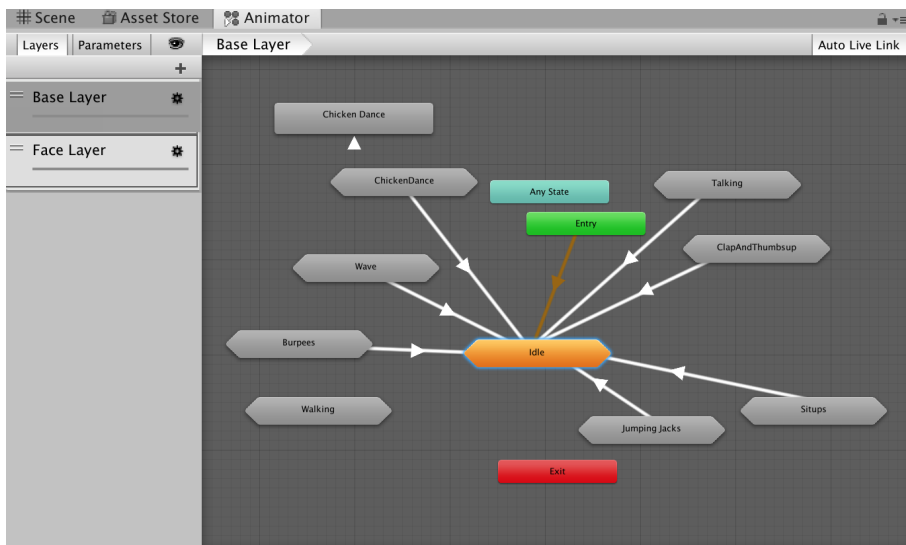 Scene Asset Store Animator
Layers Parameters Base Layer Auto Live Link
Base Layer
Face Layer
Chicken Dance
ChickenDance
Any State
Talking
Entry
ClapAndThumbsup
Wave
Burpees
Idle
Walking
Situps
Jumping Jacks
Exit